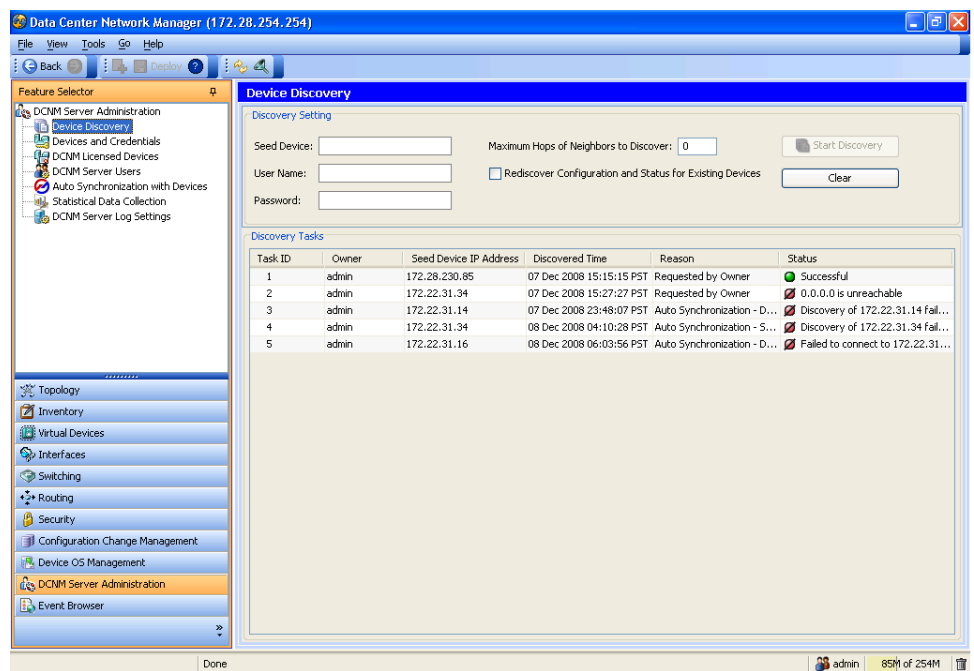 Data Center Network Manager (172.28.254.254)
File View Tools Go Help
Back Deploy
Feature Selector
DCNM Server Administration
Device Discovery
Devices and Credentials
DCNM Licensed Devices
DCNM Server Users
Auto Synchronization with Devices
Statistical Data Collection
DCNM Server Log Settings
Topology
Inventory
Virtual Devices
Interfaces
Switching
Routing
Security
Configuration Change Management
Device OS Management
DCNM Server Administration
Event Browser
Device Discovery
Discovery Setting
Seed Device: Maximum Hops of Neighbors to Discover: 0 Start Discovery
User Name: Rediscover Configuration and Status for Existing Devices Clear
Password:
Discovery Tasks
Task ID Owner Seed Device IP Address Discovered Time Reason Status
1 admin 172.28.230.85 07 Dec 2008 15:15:15 PST Requested by Owner Successful
2 admin 172.22.31.34 07 Dec 2008 15:27:27 PST Requested by Owner 0.0.0.0 is unreachable
3 admin 172.22.31.14 07 Dec 2008 23:48:07 PST Auto Synchronization - D... Discovery of 172.22.31.14 fail...
4 admin 172.22.31.34 08 Dec 2008 04:10:28 PST Auto Synchronization - S... Discovery of 172.22.31.34 fail...
5 admin 172.22.31.16 08 Dec 2008 06:03:56 PST Auto Synchronization - D... Failed to connect to 172.22.31...
Done admin 85M of 254M